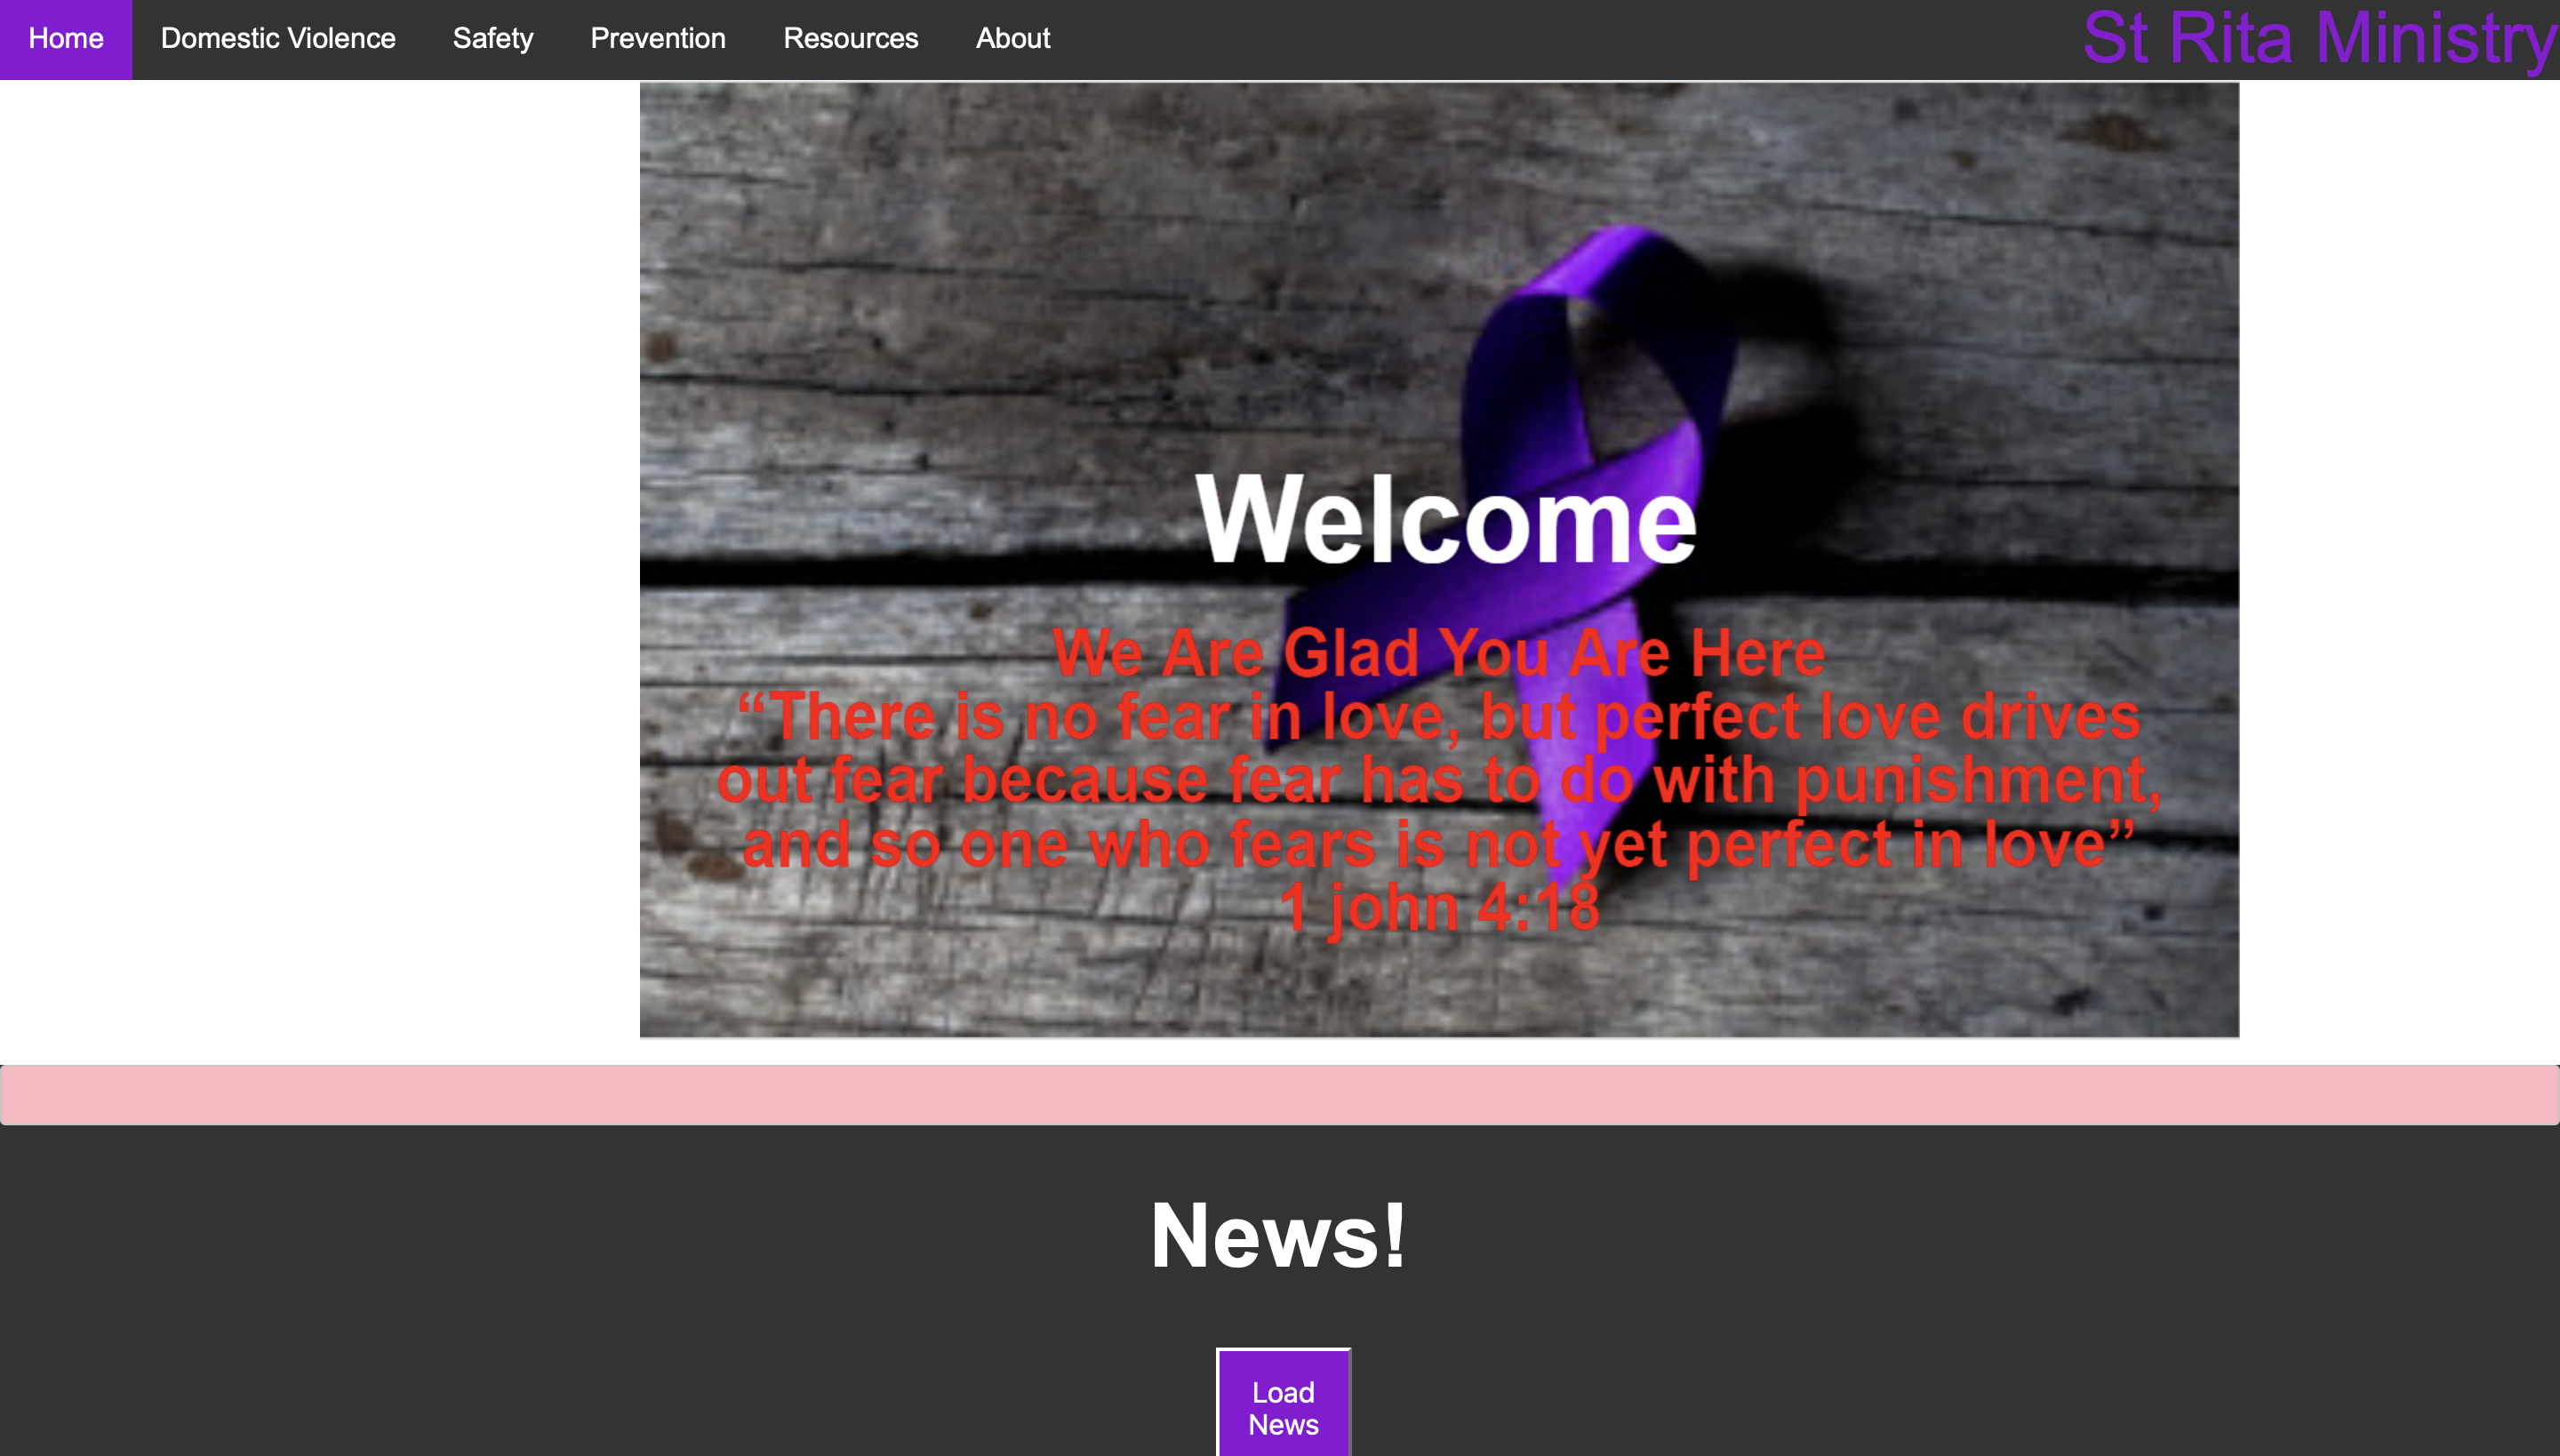 Home Domestic Violence Safety Prevention Resources About St Rita Ministry
Welcome
We Are Glad You Are Here
“There is no fear in love, but perfect love drives
out fear because fear has to do with punishment,
and so one who fears is not yet perfect in love”
1 john 4:18
News!
Load
News